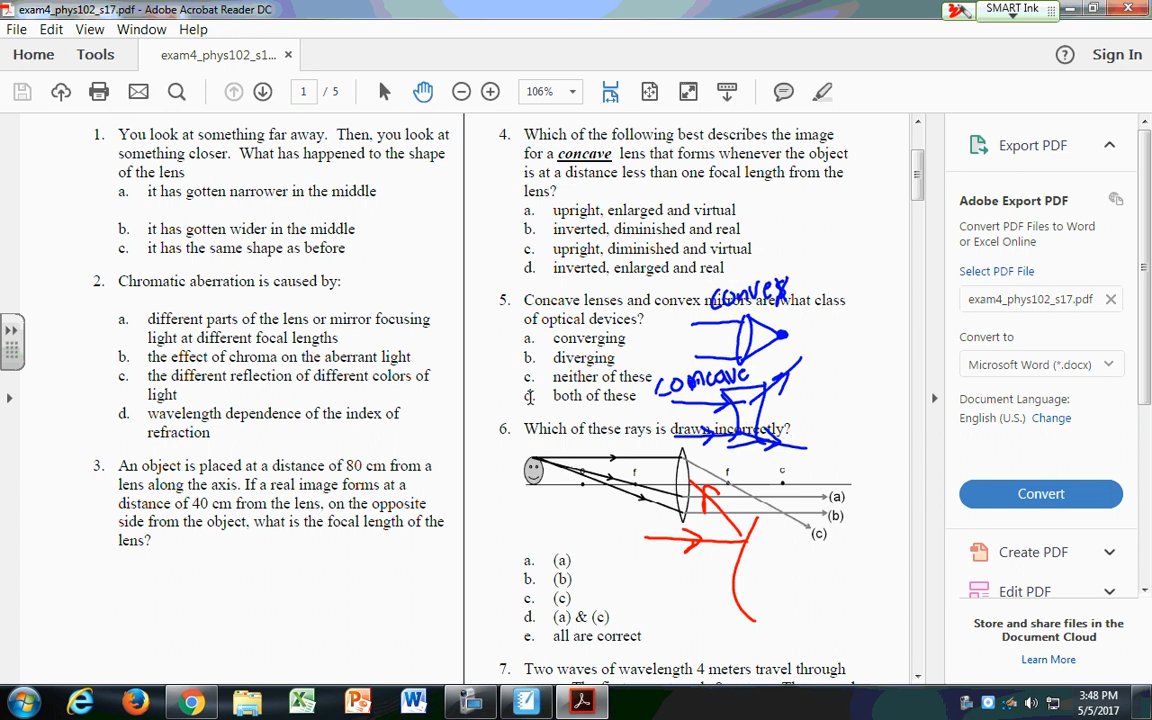 exam4_phys102_s17.pdf - Adobe Acrobat Reader DC
SMART Ink
File Edit View Window Help
Home Tools exam4_phys102_s1... × Sign In
1 / 5 106%
1. You look at something far away. Then, you look at
something closer. What has happened to the shape
of the lens
a. it has gotten narrower in the middle
b. it has gotten wider in the middle
c. it has the same shape as before
2. Chromatic aberration is caused by:
a. different parts of the lens or mirror focusing
light at different focal lengths
b. the effect of chroma on the aberrant light
c. the different reflection of different colors of
light
d. wavelength dependence of the index of
refraction
3. An object is placed at a distance of 80 cm from a
lens along the axis. If a real image forms at a
distance of 40 cm from the lens, on the opposite
side from the object, what is the focal length of the
lens?
4. Which of the following best describes the image
for a concave lens that forms whenever the object
is at a distance less than one focal length from the
lens?
a. upright, enlarged and virtual
b. inverted, diminished and real
c. upright, diminished and virtual
d. inverted, enlarged and real
convex
5. Concave lenses and convex mirrors are what class
of optical devices?
a. converging
b. diverging
c. neither of these
concave
d. both of these
6. Which of these rays is drawn incorrectly?
f f c
(a)
(b)
(c)
a. (a)
b. (b)
c. (c)
d. (a) & (c)
e. all are correct
7. Two waves of wavelength 4 meters travel through
Export PDF
Adobe Export PDF
Convert PDF Files to Word
or Excel Online
Select PDF File
exam4_phys102_s17.pdf
Convert to
Microsoft Word (*.docx)
Document Language:
English (U.S.) Change
Convert
Create PDF
Edit PDF
Store and share files in the
Document Cloud
Learn More
3:48 PM
5/5/2017